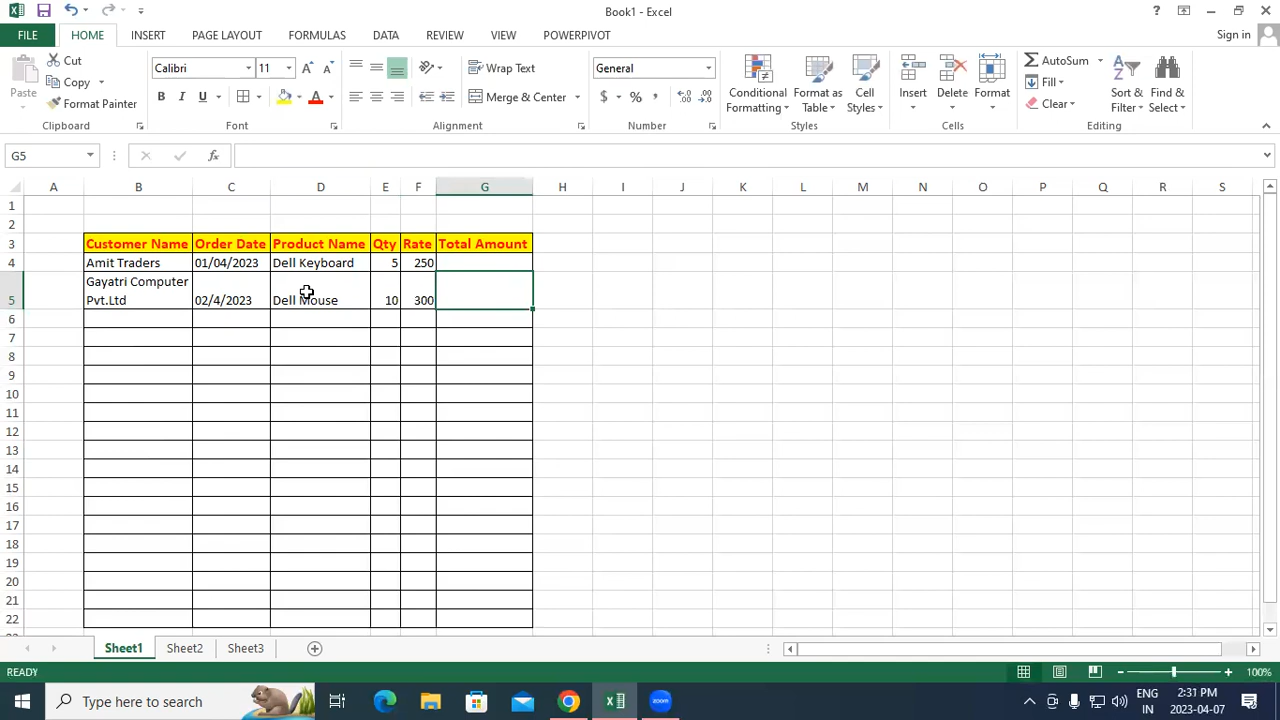 Book1 - Excel
FILE HOME INSERT PAGE LAYOUT FORMULAS DATA REVIEW VIEW POWERPIVOT Sign in
Paste
Cut
Copy
Format Painter
Calibri 11
B I U A
Wrap Text
Merge & Center
General
$ % ,
Conditional Formatting
Format as Table
Cell Styles
Insert Delete Format
AutoSum
Fill
Clear
Sort & Filter
Find & Select
Clipboard Font Alignment Number Styles Cells Editing
G5 fx
A B C D E F G H I J K L M N O P Q R S
1
2
3 Customer Name Order Date Product Name Qty Rate Total Amount
4 Amit Traders 01/04/2023 Dell Keyboard 5 250
Gayatri Computer
5 Pvt.Ltd 02/4/2023 Dell Mouse 10 300
6
7
8
9
10
11
12
13
14
15
16
17
18
19
20
21
22
Sheet1 Sheet2 Sheet3
READY 100%
Type here to search zoom ENG 2:31 PM
IN 2023-04-07